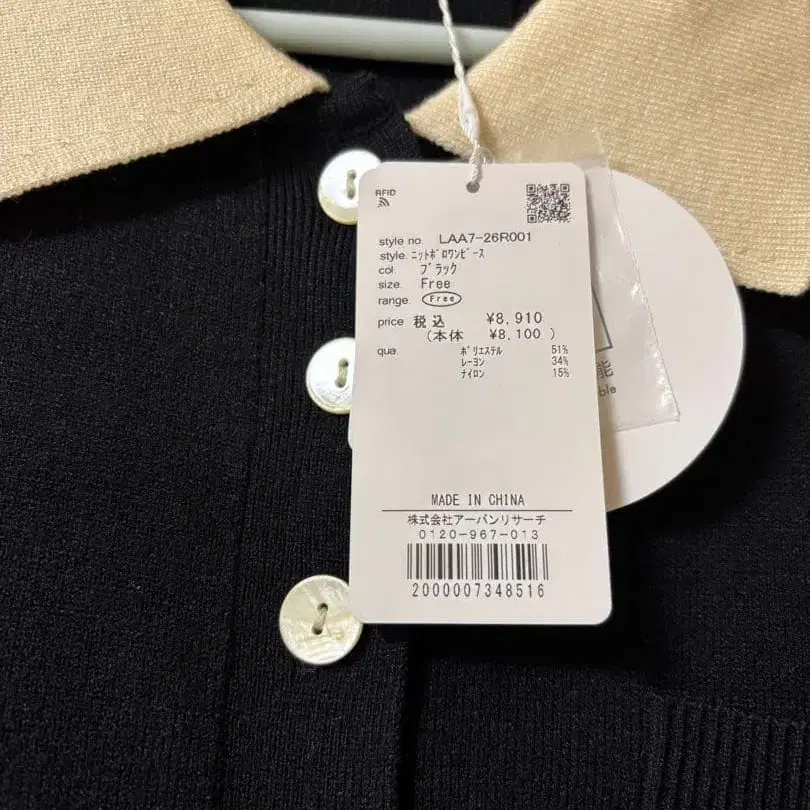 RFID
style no. LAA7-26R001
style. ﾆｯﾄﾎﾟﾛﾜﾝﾋﾟｰｽ
col. ﾌﾞﾗｯｸ
size. Free
range. Free
price 税込 ¥8,910
(本体 ¥8,100 )
qua. ﾎﾟﾘｴｽﾃﾙ 51%
ﾚｰﾖﾝ 34%
ﾅｲﾛﾝ 15%
MADE IN CHINA
株式会社アーバンリサーチ
0120-967-013
2000007348516
能
ble